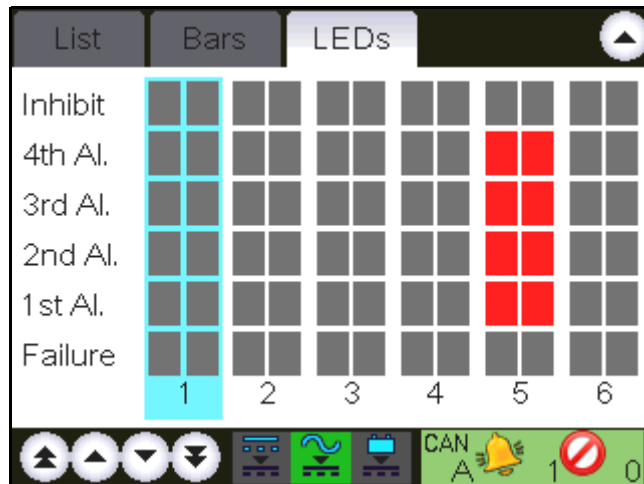 List Bars LEDs
Inhibit
4th Al.
3rd Al.
2nd Al.
1st Al.
Failure
1 2 3 4 5 6
CAN
A 1 0